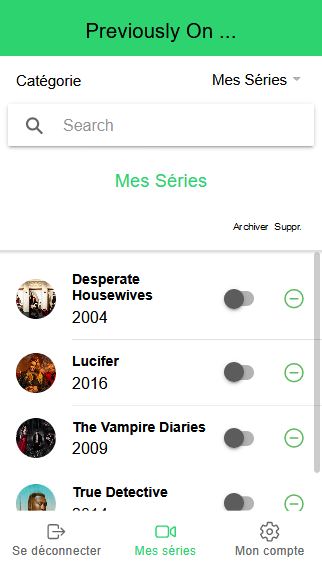 Previously On ...
Catégorie
Mes Séries
Search
Mes Séries
Archiver Suppr.
Desperate
Housewives
2004
Lucifer
2016
The Vampire Diaries
2009
True Detective
2014
Se déconnecter
Mes séries
Mon compte